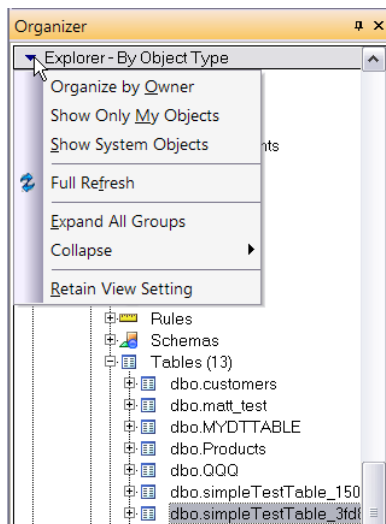 Organizer
Explorer - By Object Type
Organize by Owner
Show Only My Objects
Show System Objects
nts
Full Refresh
Expand All Groups
Collapse
Retain View Setting
Rules
Schemas
Tables (13)
dbo.customers
dbo.matt_test
dbo.MYDTTABLE
dbo.Products
dbo.QQQ
dbo.simpleTestTable_150
dbo.simpleTestTable_3fd8